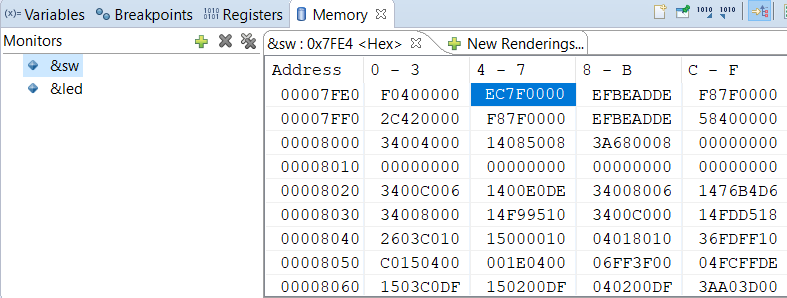 (x)= Variables Breakpoints 1010 0101 Registers Memory
Monitors
&sw
&led
&sw : 0x7FE4 <Hex> New Renderings...
Address 0 - 3 4 - 7 8 - B C - F
00007FE0 F0400000 EC7F0000 EFBEADDE F87F0000
00007FF0 2C420000 F87F0000 EFBEADDE 58400000
00008000 34004000 14085008 3A680008 00000000
00008010 00000000 00000000 00000000 00000000
00008020 3400C006 1400E0DE 34008006 1476B4D6
00008030 34008000 14F99510 3400C000 14FDD518
00008040 2603C010 15000010 04018010 36FDFF10
00008050 C0150400 001E0400 06FF3F00 04FCFFDE
00008060 1503C0DF 150200DF 040200DF 3AA03D00